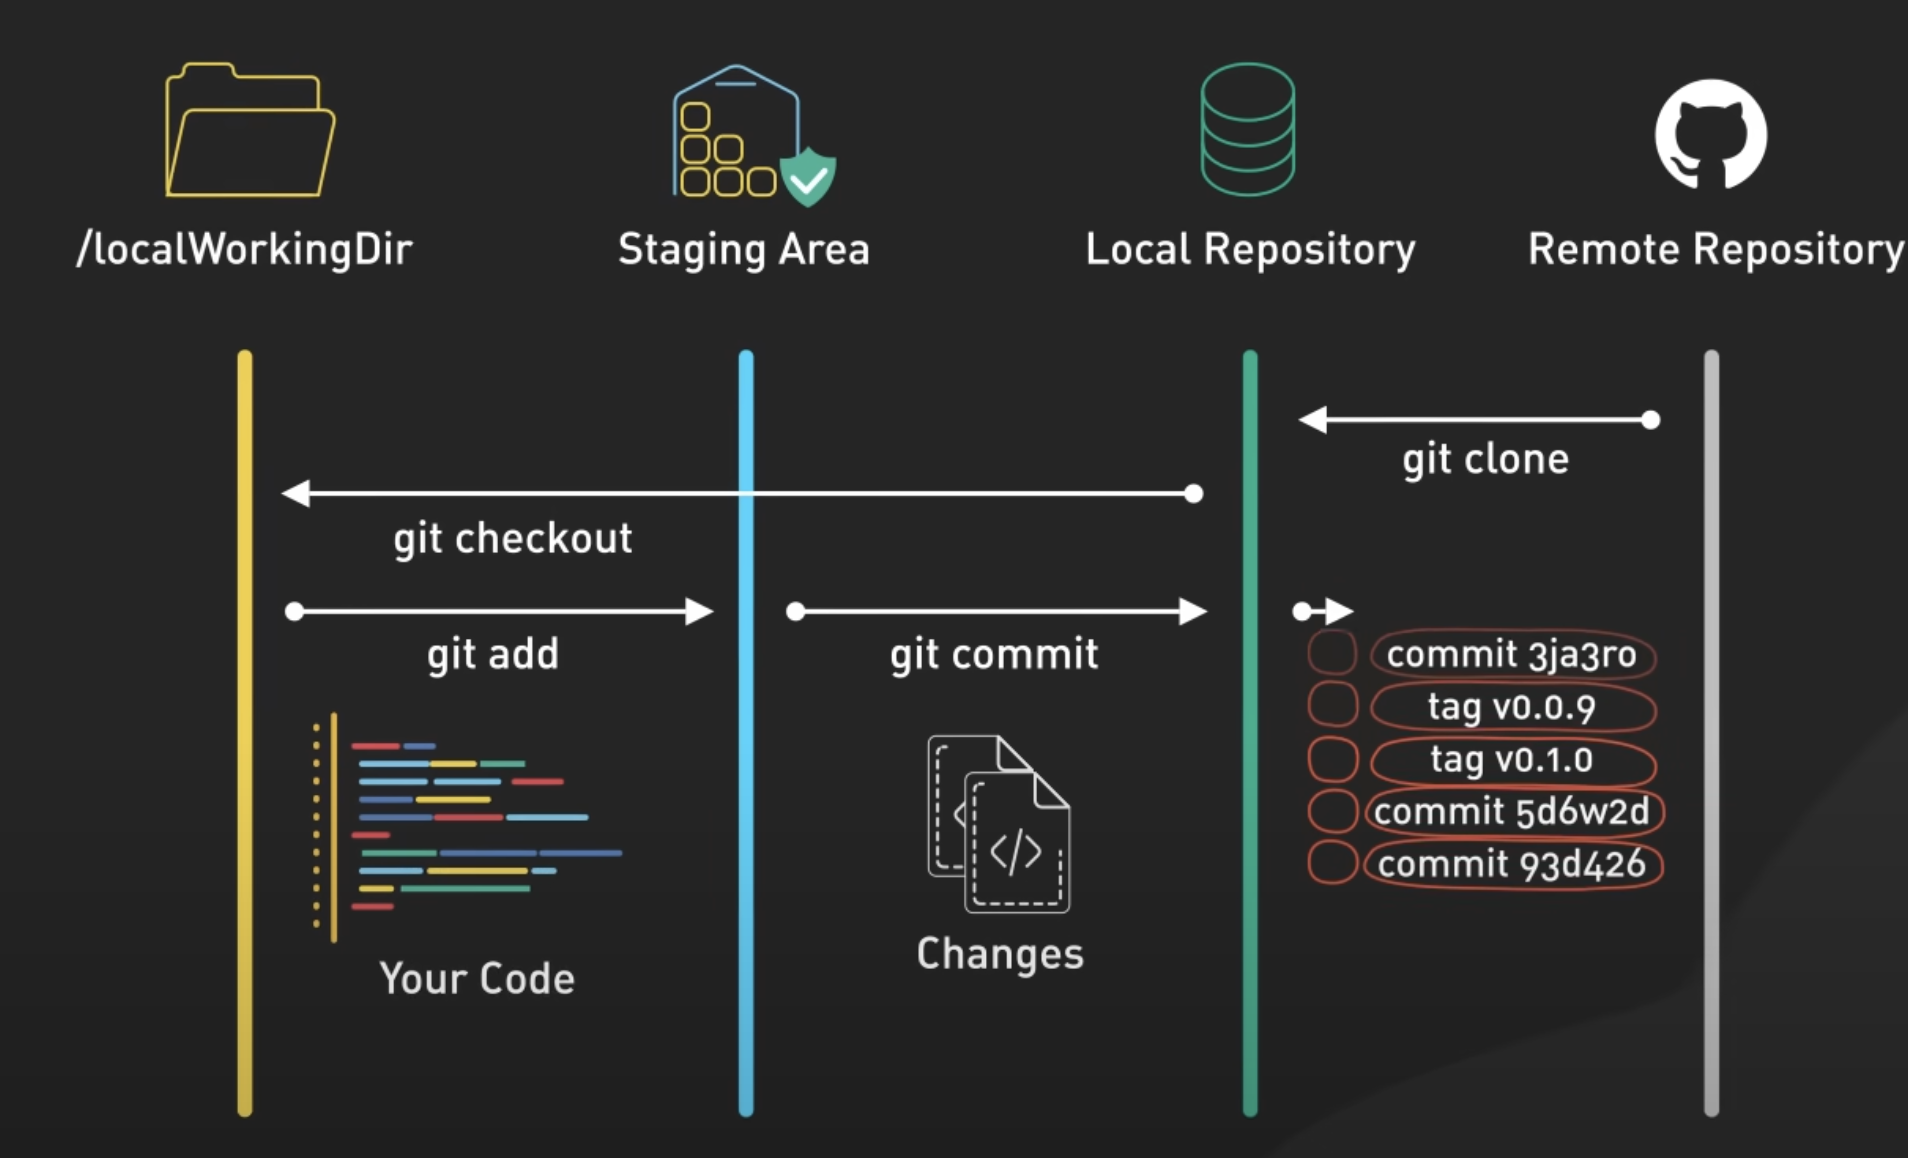 /localWorkingDir
Staging Area
Local Repository
Remote Repository
git clone
git checkout
git add
git commit
commit 3ja3ro
tag v0.0.9
tag v0.1.0
commit 5d6w2d
commit 93d426
</>
Changes
Your Code